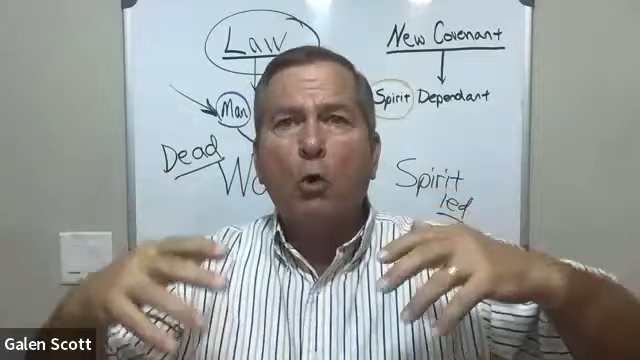 Law
New Covenant
Man
Spirit Dependant
Dead
Spirit
led
Galen Scott